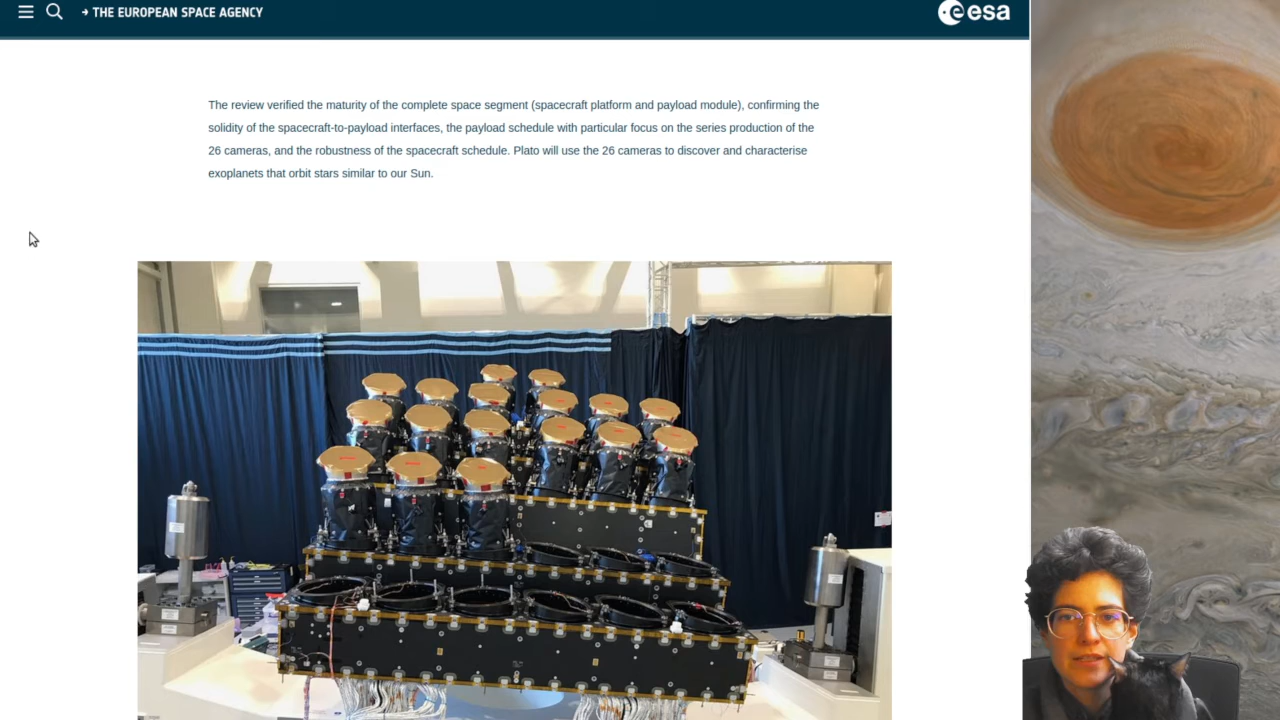 → THE EUROPEAN SPACE AGENCY
esa
The review verified the maturity of the complete space segment (spacecraft platform and payload module), confirming the
solidity of the spacecraft-to-payload interfaces, the payload schedule with particular focus on the series production of the
26 cameras, and the robustness of the spacecraft schedule. Plato will use the 26 cameras to discover and characterise
exoplanets that orbit stars similar to our Sun.